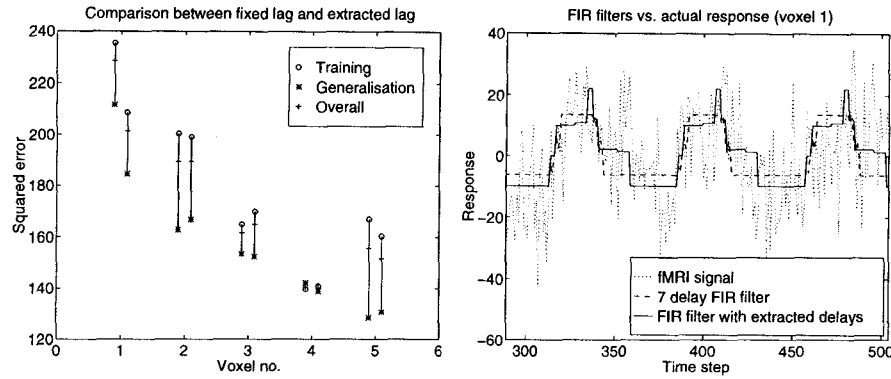 Comparison between fixed lag and extracted lag
240
220
200
180
160
140
120
Squared error
Training
Generalisation
Overall
0 1 2 3 4 5 6
Voxel no.
FIR filters vs. actual response (voxel 1)
40
20
0
-20
-40
-60
Response
fMRI signal
7 delay FIR filter
FIR filter with extracted delays
300 350 400 450 500
Time step